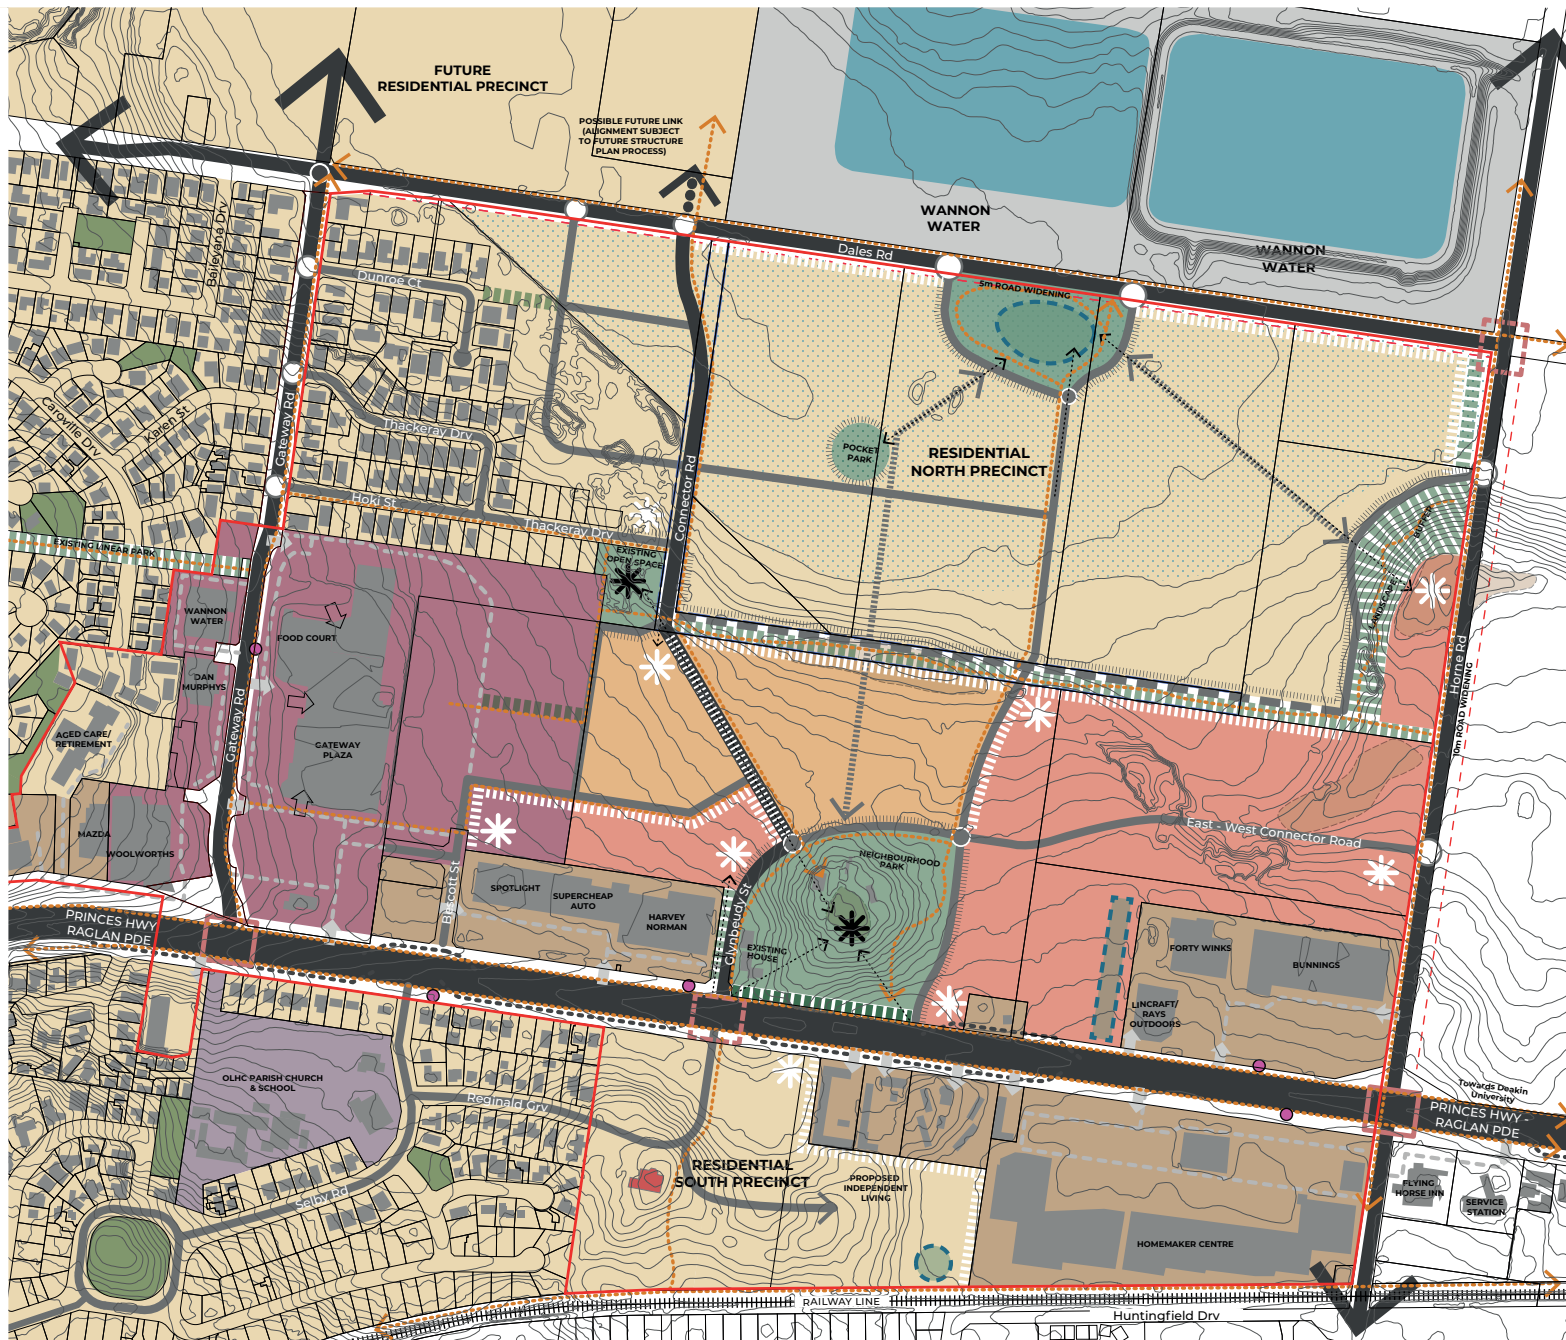 FUTURE
RESIDENTIAL PRECINCT
POSSIBLE FUTURE LINK
(ALIGNMENT SUBJECT
TO FUTURE STRUCTURE
PLAN PROCESS)
WANNON
WATER
WANNON
WATER
Dales Rd
Baileyana Drv
Dunroe Ct
5m ROAD WIDENING
Caroville Drv
Karen St
Gateway Rd
Thackeray Drv
POCKET
PARK
RESIDENTIAL
NORTH PRECINCT
Connector Rd
Hoki St
Thackeray Drv
EXISTING LINEAR PARK
EXISTING
OPEN SPACE
LANDSCAPE
BUFFER
WANNON
WATER
FOOD COURT
DAN
MURPHYS
Gateway Rd
Horne Rd
10m ROAD WIDENING
AGED CARE/
RETIREMENT
GATEWAY
PLAZA
MAZDA
WOOLWORTHS
East - West Connector Road
NEIGHBOURHOOD
PARK
Bascott St
SPOTLIGHT
SUPERCHEAP
AUTO
HARVEY
NORMAN
Glynbeudy St
EXISTING
HOUSE
PRINCES HWY
RAGLAN PDE
FORTY WINKS
BUNNINGS
LINCRAFT/
RAYS
OUTDOORS
OLHC PARISH CHURCH
& SCHOOL
Reginald Grv
Towards Deakin
University
PRINCES HWY -
RAGLAN PDE
RESIDENTIAL
SOUTH PRECINCT
PROPOSED
INDEPENDENT
LIVING
Selby Rd
FLYING
HORSE INN
SERVICE
STATION
HOMEMAKER CENTRE
RAILWAY LINE
Huntingfield Drv